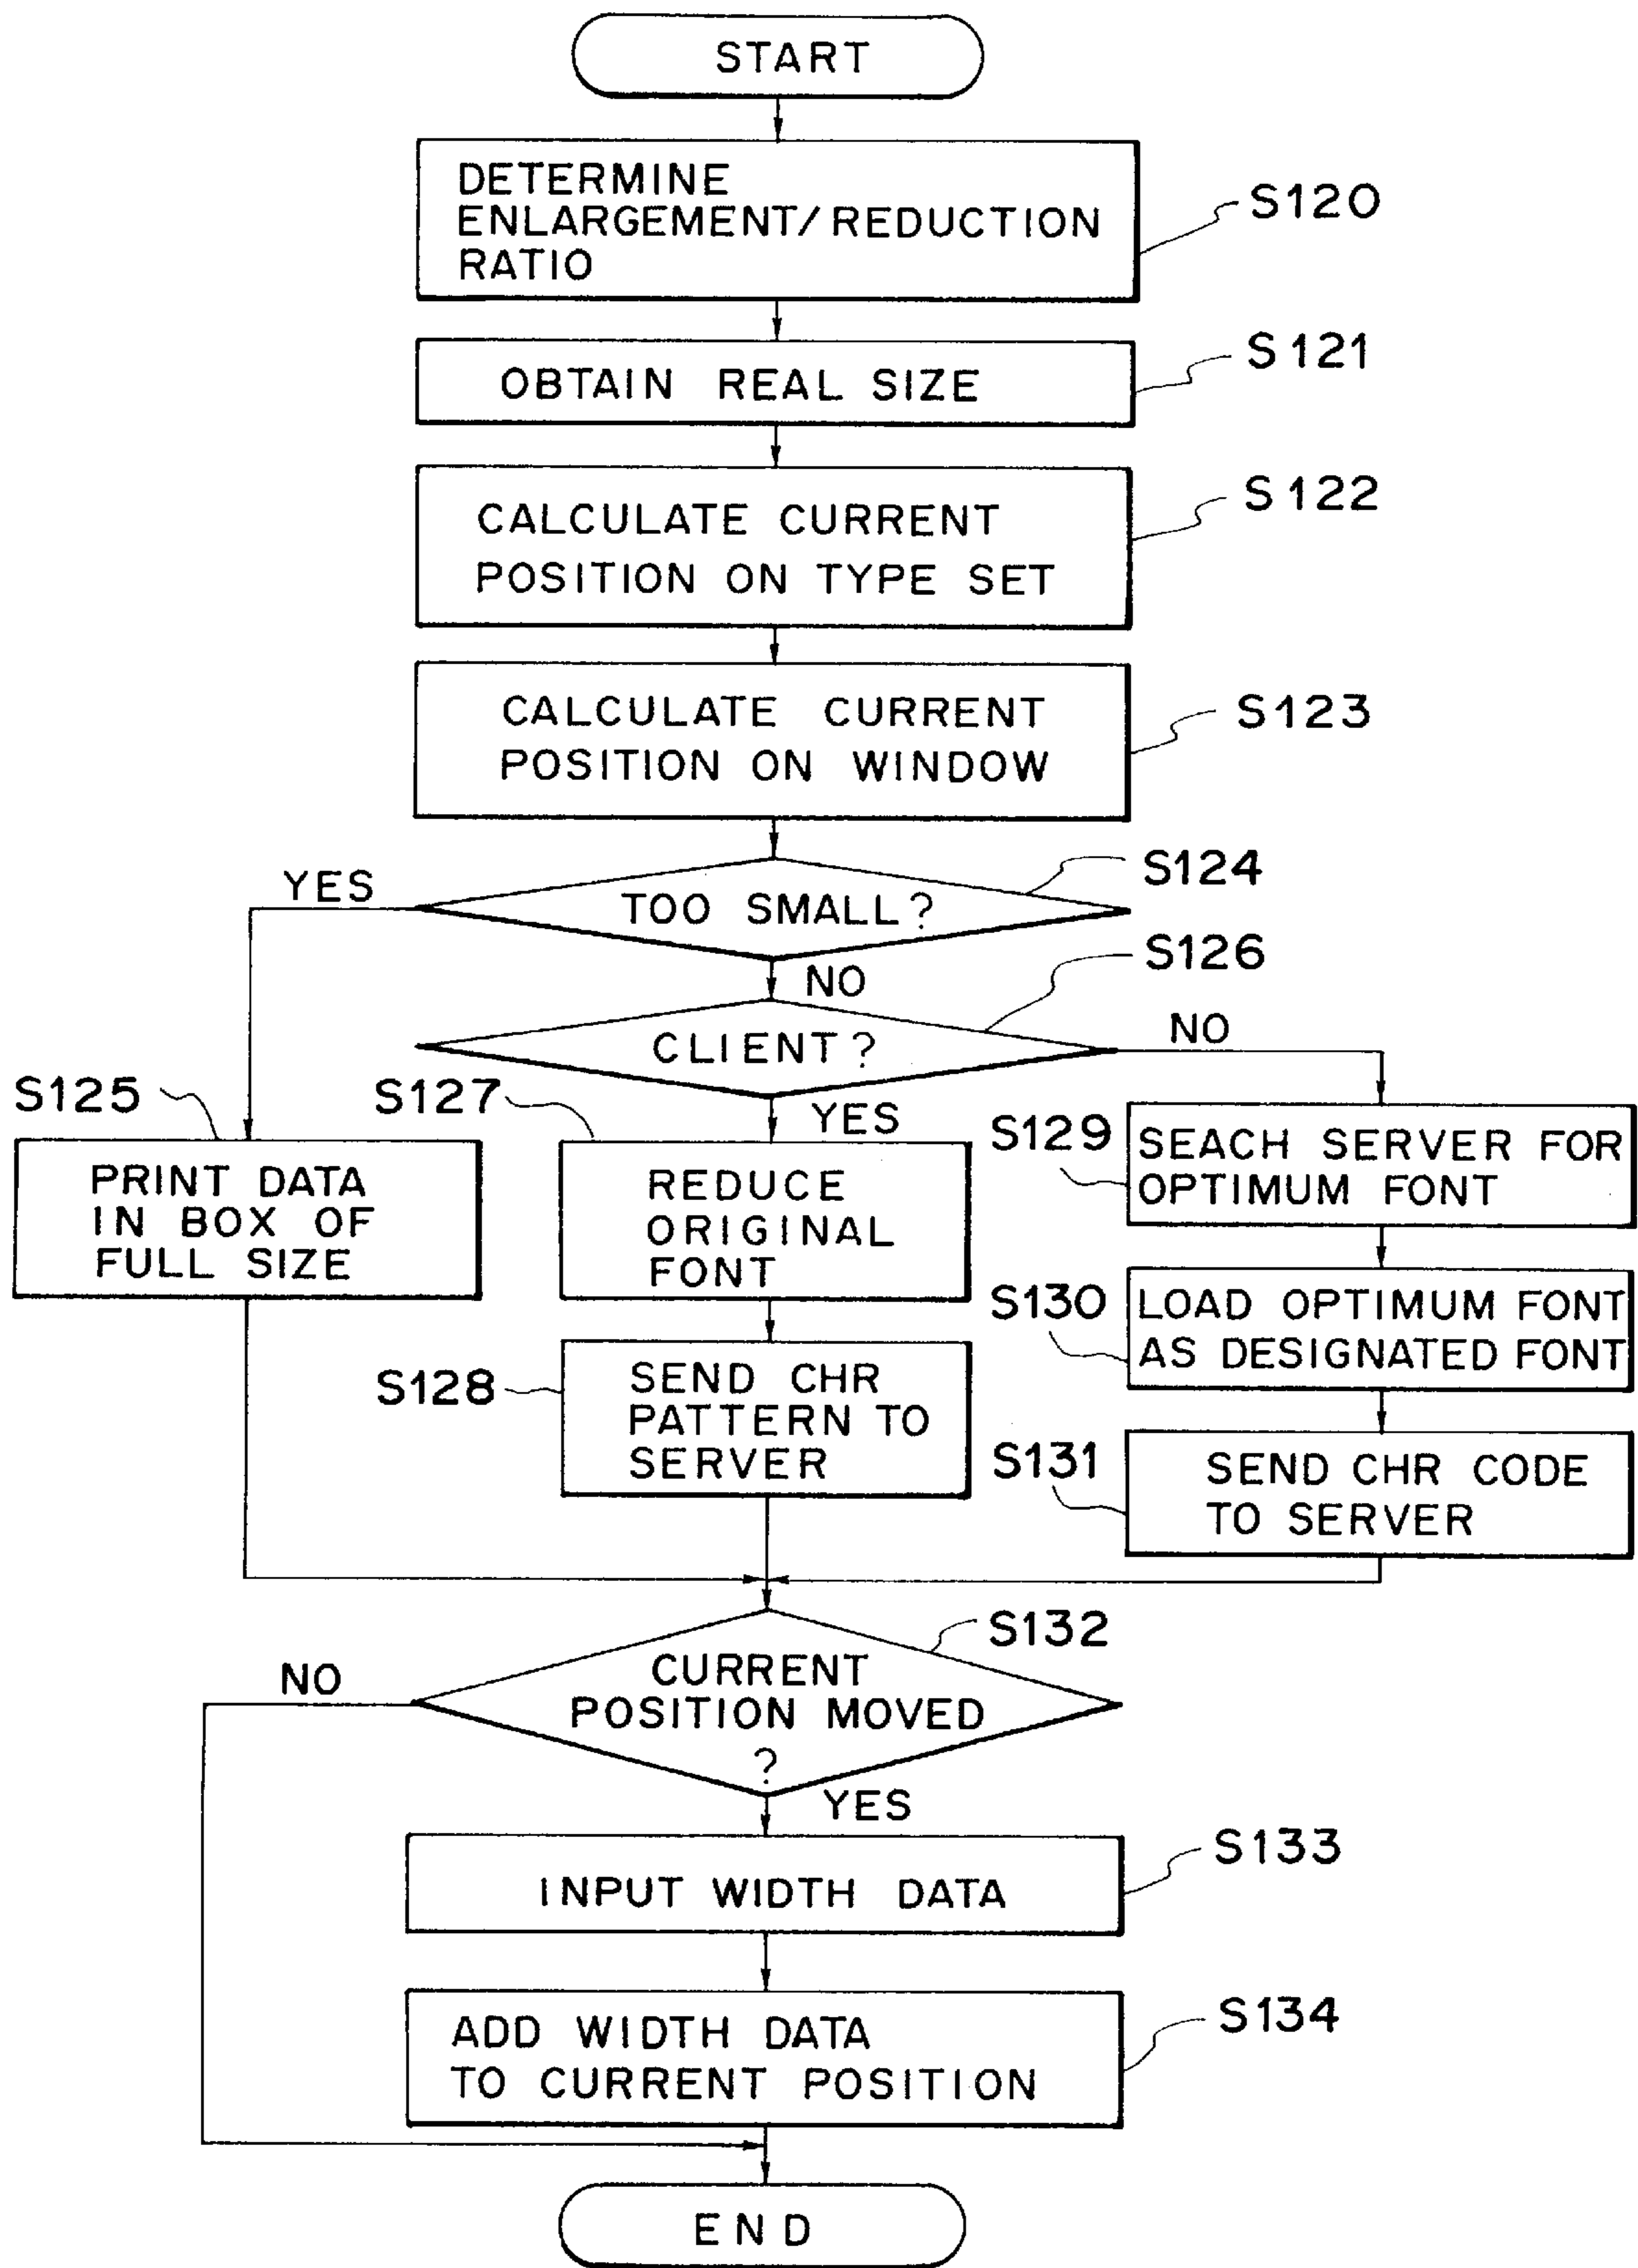 START
DETERMINE
ENLARGEMENT/REDUCTION
RATIO
S120
OBTAIN REAL SIZE
S121
CALCULATE CURRENT
POSITION ON TYPE SET
S122
CALCULATE CURRENT
POSITION ON WINDOW
S123
YES
TOO SMALL?
S124
NO
CLIENT?
S126
NO
S125
PRINT DATA
IN BOX OF
FULL SIZE
S127
YES
REDUCE
ORIGINAL
FONT
S128
SEND CHR
PATTERN TO
SERVER
S129
SEACH SERVER FOR
OPTIMUM FONT
S130
LOAD OPTIMUM FONT
AS DESIGNATED FONT
S131
SEND CHR CODE
TO SERVER
S132
NO
CURRENT
POSITION MOVED
?
YES
INPUT WIDTH DATA
S133
ADD WIDTH DATA
TO CURRENT POSITION
S134
END